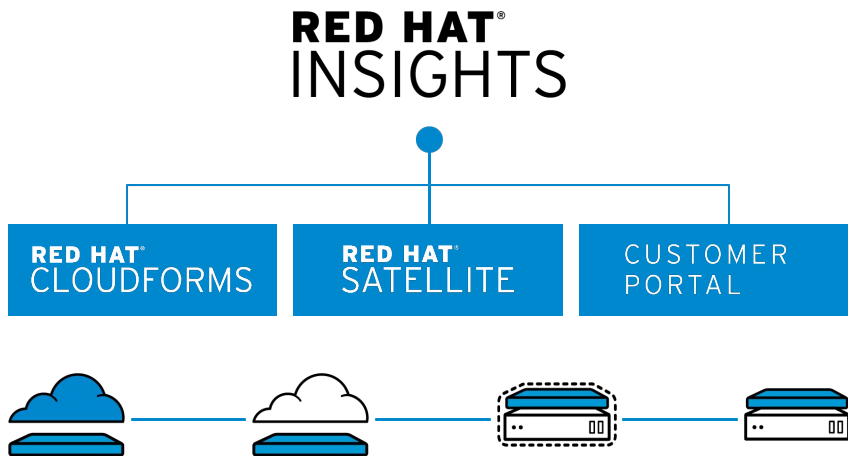 RED HAT®
INSIGHTS
RED HAT®
CLOUDFORMS
RED HAT®
SATELLITE
CUSTOMER
PORTAL